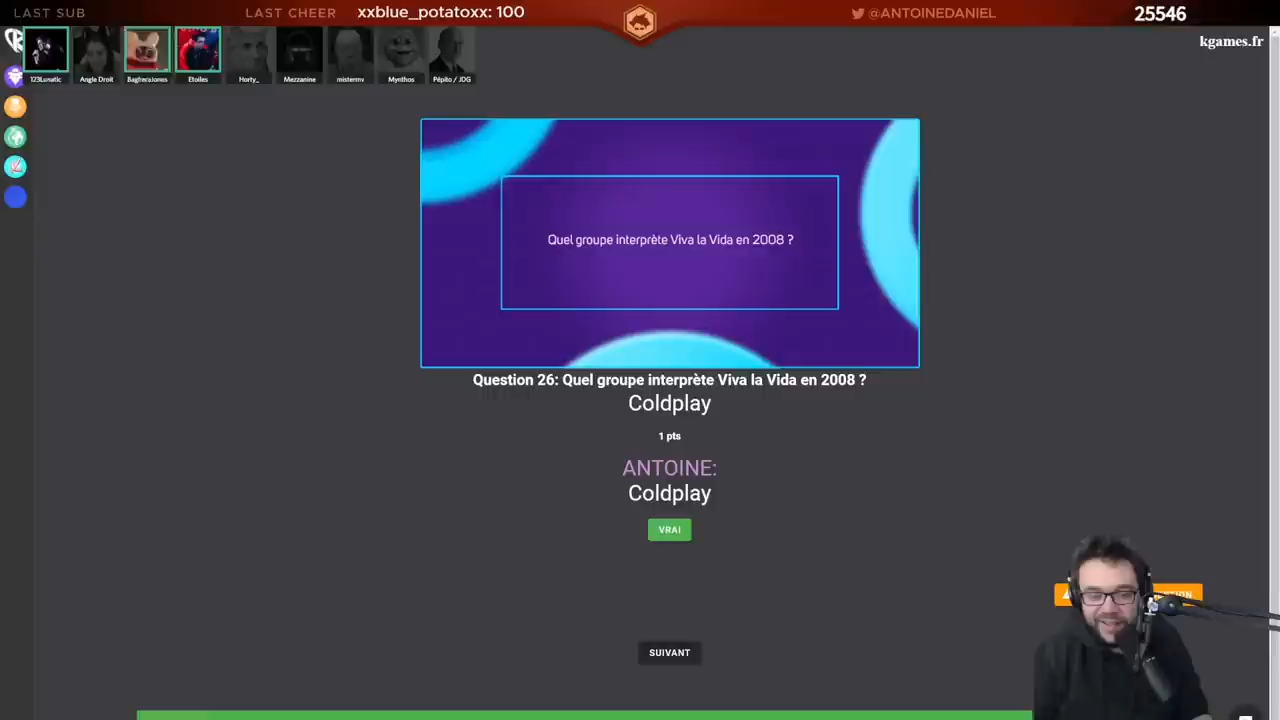 LAST SUB
LAST CHEER
xxblue_potatoxx: 100
@ANTOINEDANIEL
25546
kgames.fr
123Lunatic
Angle Droit
BagheraJones
Etoiles
Horty_
Mezzanine
mistermv
Mynthos
Pépito / JDG
Quel groupe interprète Viva la Vida en 2008 ?
Question 26: Quel groupe interprète Viva la Vida en 2008 ?
Coldplay
1 pts
ANTOINE:
Coldplay
VRAI
SUIVANT